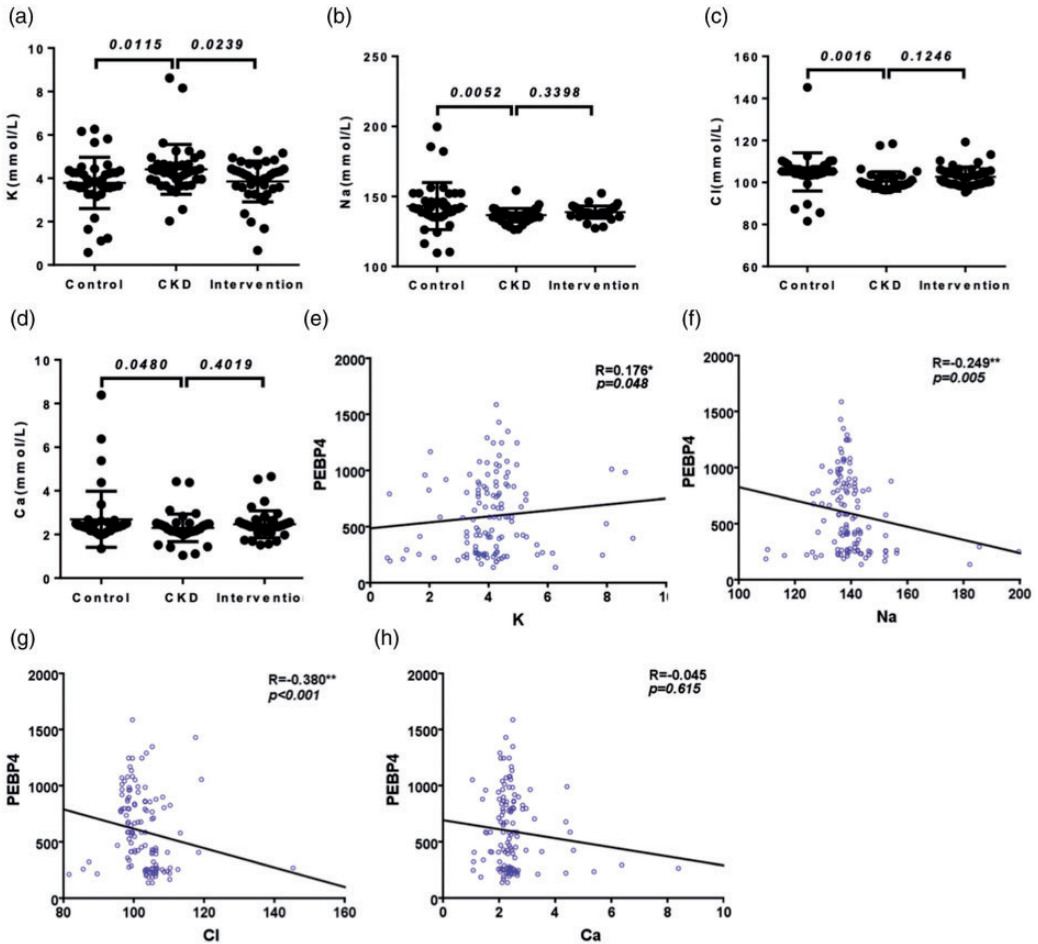 (a)
0.0115 0.0239
K(mmol/L)
10
8
6
4
2
0
Control CKD Intervention
(b)
0.0052 0.3398
Na(mmol/L)
250
200
150
100
Control CKD Intervention
(c)
0.0016 0.1246
Cl(mmol/L)
160
140
120
100
80
60
Control CKD Intervention
(d)
0.0480 0.4019
Ca(mmol/L)
10
8
6
4
2
0
Control CKD Intervention
(e)
R=0.176*
p=0.048
PEBP4
2000
1500
1000
500
0
0 2 4 6 8 10
K
(f)
R=-0.249**
p=0.005
PEBP4
2000
1500
1000
500
0
100 120 140 160 180 200
Na
(g)
R=-0.380**
p<0.001
PEBP4
2000
1500
1000
500
0
80 100 120 140 160
Cl
(h)
R=-0.045
p=0.615
PEBP4
2000
1500
1000
500
0
0 2 4 6 8 10
Ca